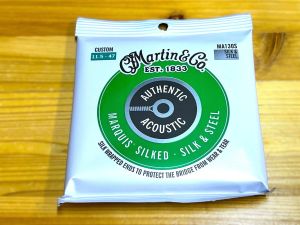 CUSTOM
11.5 - 47
C.F. Martin & Co.
EST. 1833
MA130S
SILK &
STEEL
AUTHENTIC
ACOUSTIC
MARQUIS SILKED · SILK & STEEL
SILK WRAPPED ENDS TO PROTECT THE BRIDGE FROM WEAR & TEAR